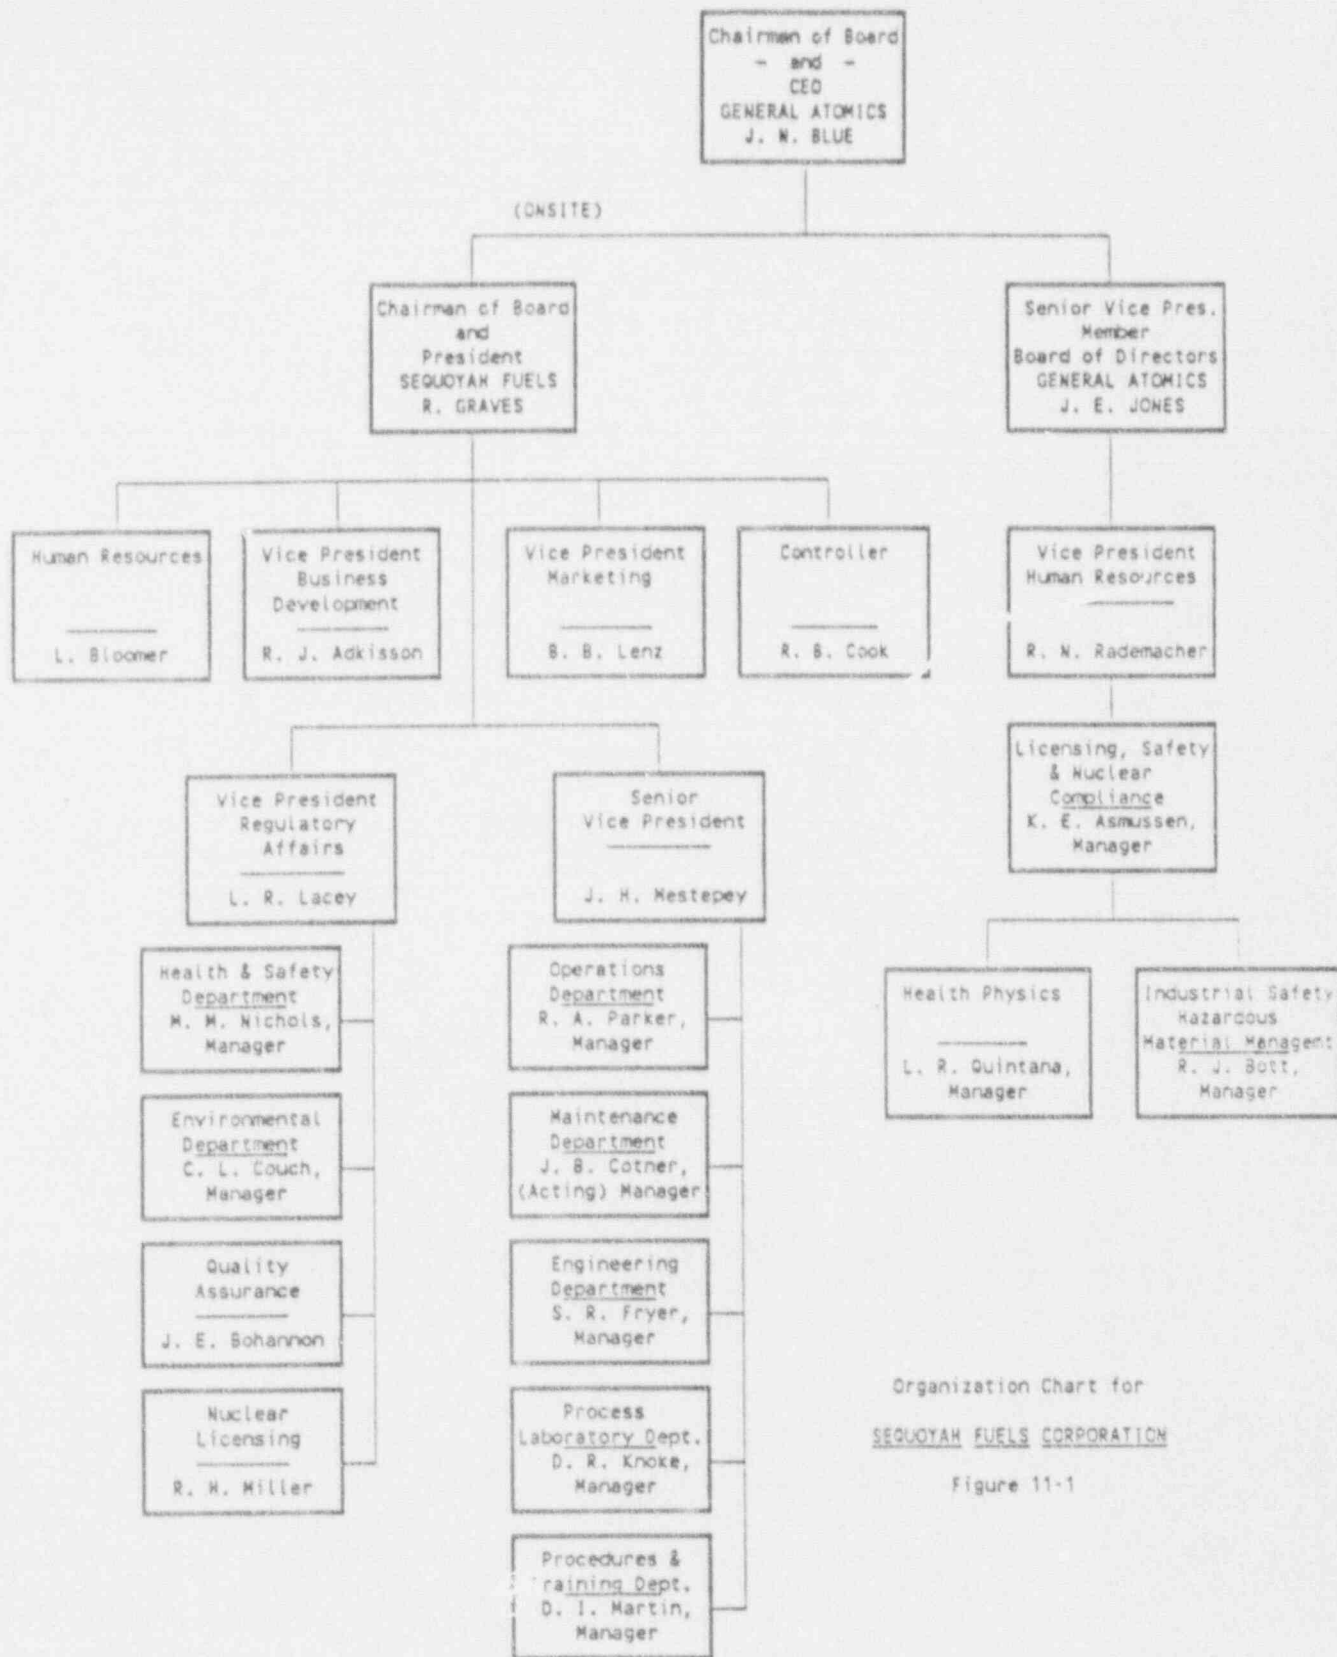 Chairman of Board
- and -
CEO
GENERAL ATOMICS
J. N. BLUE
(ONSITE)
Chairman of Board
and
President
SEQUOYAH FUELS
R. GRAVES
Senior Vice Pres.
Member
Board of Directors
GENERAL ATOMICS
J. E. JONES
Human Resources
L. Bloomer
Vice President
Business
Development
R. J. Adkisson
Vice President
Marketing
B. B. Lenz
Controller
R. B. Cook
Vice President
Human Resources
R. N. Rademacher
Licensing, Safety
& Nuclear
Compliance
K. E. Asmussen,
Manager
Vice President
Regulatory
Affairs
L. R. Lacey
Senior
Vice President
J. H. Mestepey
Health & Safety
Department
M. M. Nichols,
Manager
Operations
Department
R. A. Parker,
Manager
Health Physics
L. R. Quintana,
Manager
Industrial Safety
Hazardous
Material Managemt
R. J. Bott,
Manager
Environmental
Department
C. L. Couch,
Manager
Maintenance
Department
J. B. Cotner,
(Acting) Manager
Quality
Assurance
J. E. Bohannon
Engineering
Department
S. R. Fryer,
Manager
Nuclear
Licensing
R. H. Miller
Process
Laboratory Dept.
D. R. Knoke,
Manager
Procedures &
Training Dept.
D. I. Martin,
Manager
Organization Chart for
SEQUOYAH FUELS CORPORATION
Figure 11-1